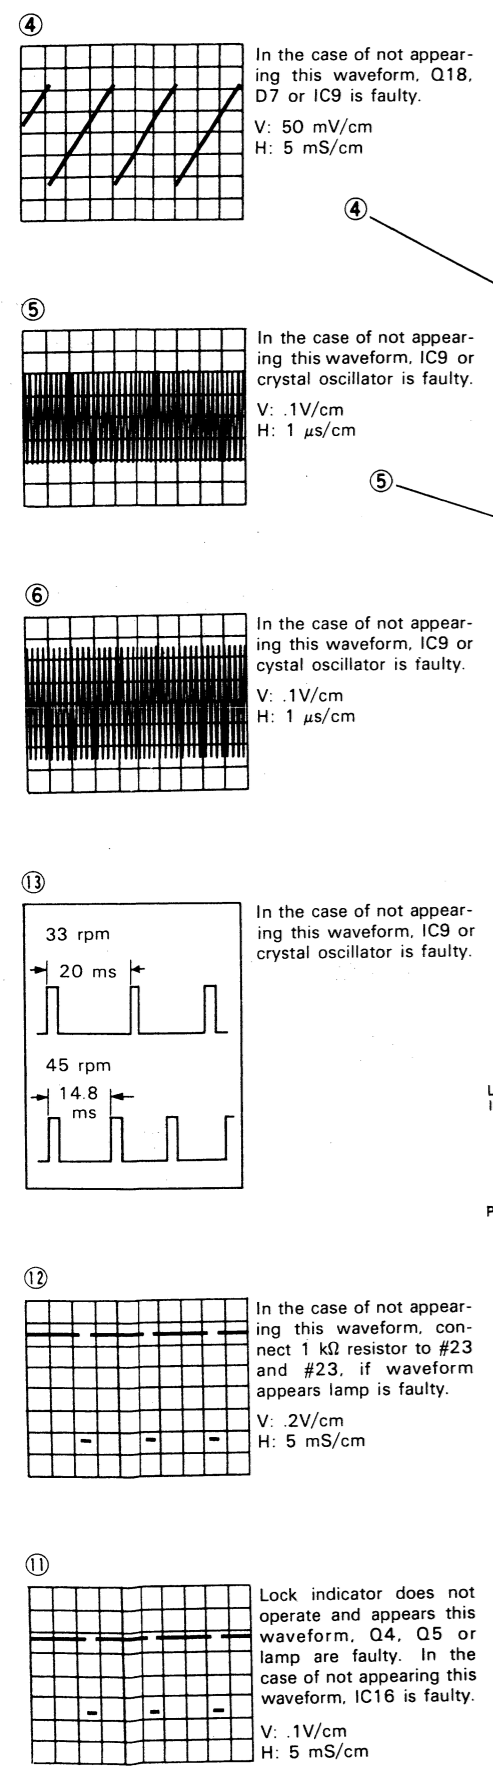 ④
In the case of not appear-
ing this waveform, Q18,
D7 or IC9 is faulty.
V: 50 mV/cm
H: 5 mS/cm
④
⑤
In the case of not appear-
ing this waveform, IC9 or
crystal oscillator is faulty.
V: .1V/cm
H: 1 μs/cm
⑤
⑥
In the case of not appear-
ing this waveform, IC9 or
cystal oscillator is faulty.
V: .1V/cm
H: 1 μs/cm
⑬
33 rpm
20 ms
45 rpm
14.8
ms
In the case of not appear-
ing this waveform, IC9 or
crystal oscillator is faulty.
L
I
P
⑫
In the case of not appear-
ing this waveform, con-
nect 1 kΩ resistor to #23
and #23, if waveform
appears lamp is faulty.
V: .2V/cm
H: 5 mS/cm
⑪
Lock indicator does not
operate and appears this
waveform, Q4, Q5 or
lamp are faulty. In the
case of not appearing this
waveform, IC16 is faulty.
V: .1V/cm
H: 5 mS/cm